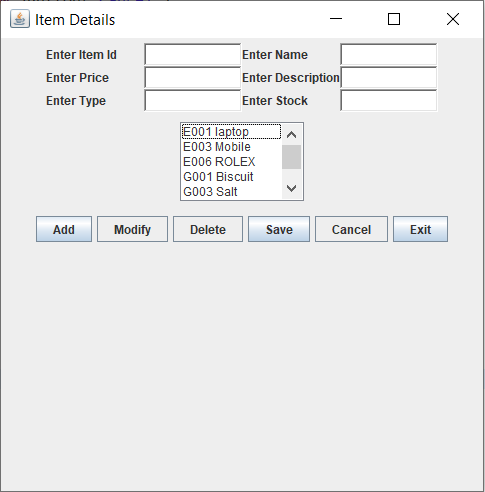 Item Details
Enter Item Id Enter Name
Enter Price Enter Description
Enter Type Enter Stock
E001 laptop
E003 Mobile
E006 ROLEX
G001 Biscuit
G003 Salt
Add Modify Delete Save Cancel Exit